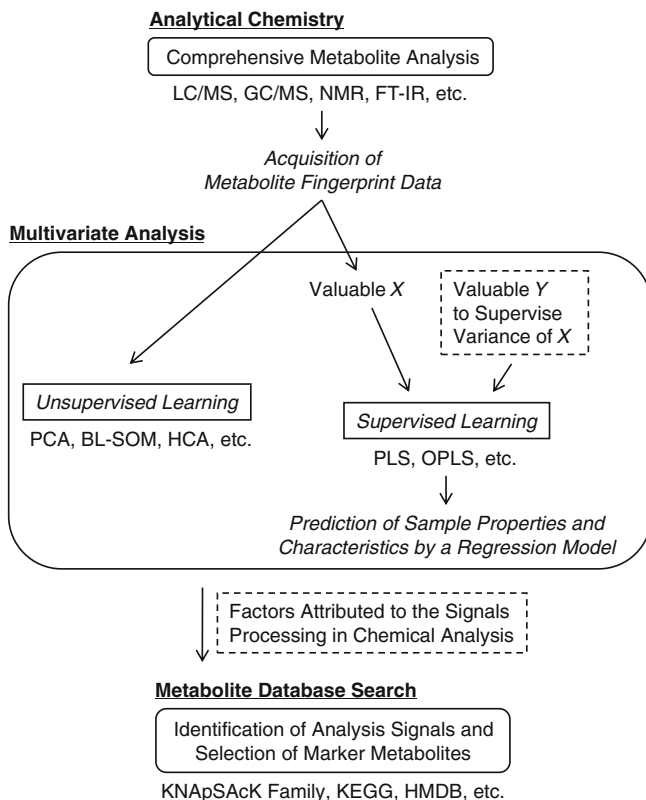 Analytical Chemistry
Comprehensive Metabolite Analysis
LC/MS, GC/MS, NMR, FT-IR, etc.
Acquisition of
Metabolite Fingerprint Data
Multivariate Analysis
Valuable X
Valuable Y
to Supervise
Variance of X
Unsupervised Learning
PCA, BL-SOM, HCA, etc.
Supervised Learning
PLS, OPLS, etc.
Prediction of Sample Properties and
Characteristics by a Regression Model
Factors Attributed to the Signals
Processing in Chemical Analysis
Metabolite Database Search
Identification of Analysis Signals and
Selection of Marker Metabolites
KNApSAcK Family, KEGG, HMDB, etc.